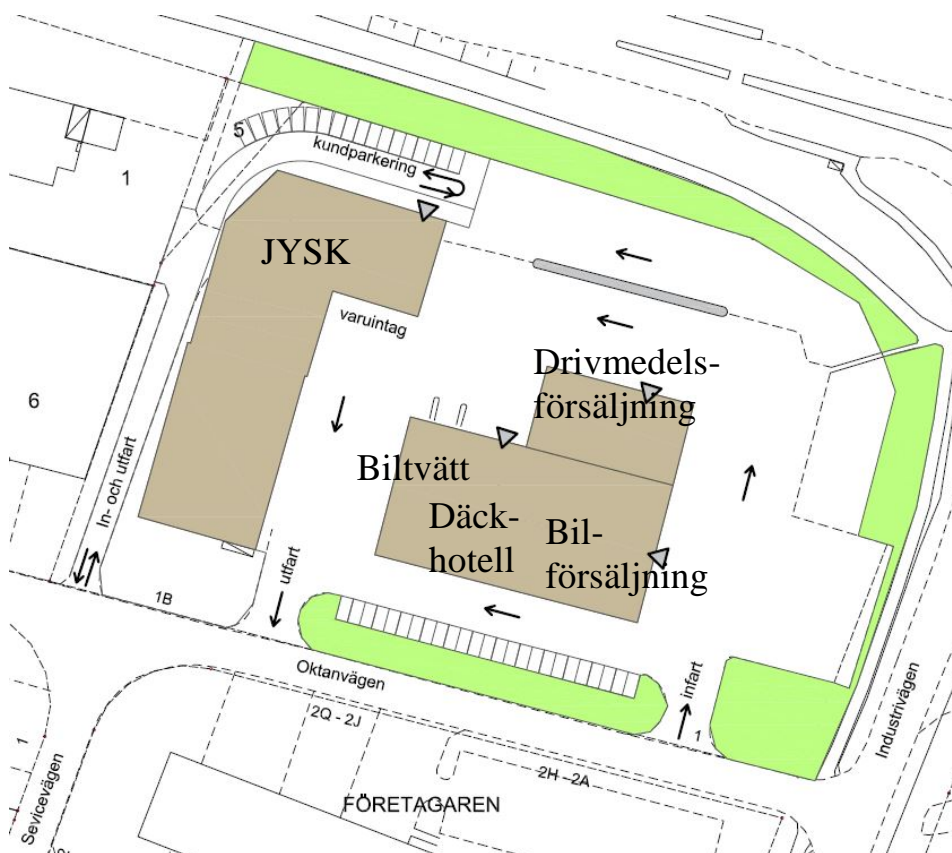 5
kundparkering
1
JYSK
varuintag
Drivmedels-
försäljning
6
Biltvätt
Däck-
hotell
Bil-
försäljning
In- och utfart
utfart
1B
Oktanvägen
infart
1
Industrivägen
2Q - 2J
2H - 2A
FÖRETAGAREN
1
Sevicevägen